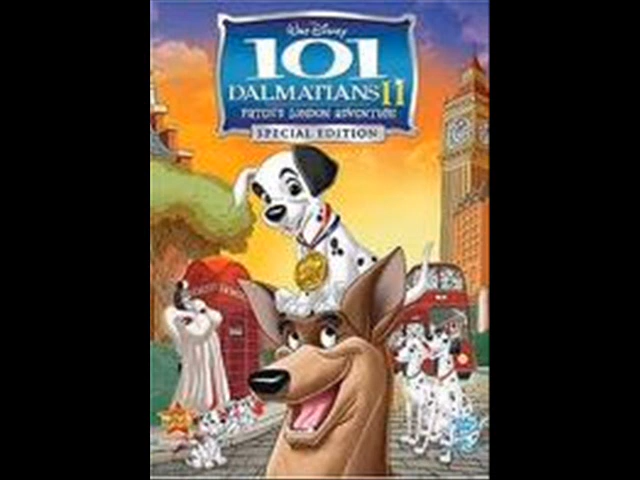 Walt Disney
101
DALMATIANS II
PATCH'S LONDON ADVENTURE
SPECIAL EDITION